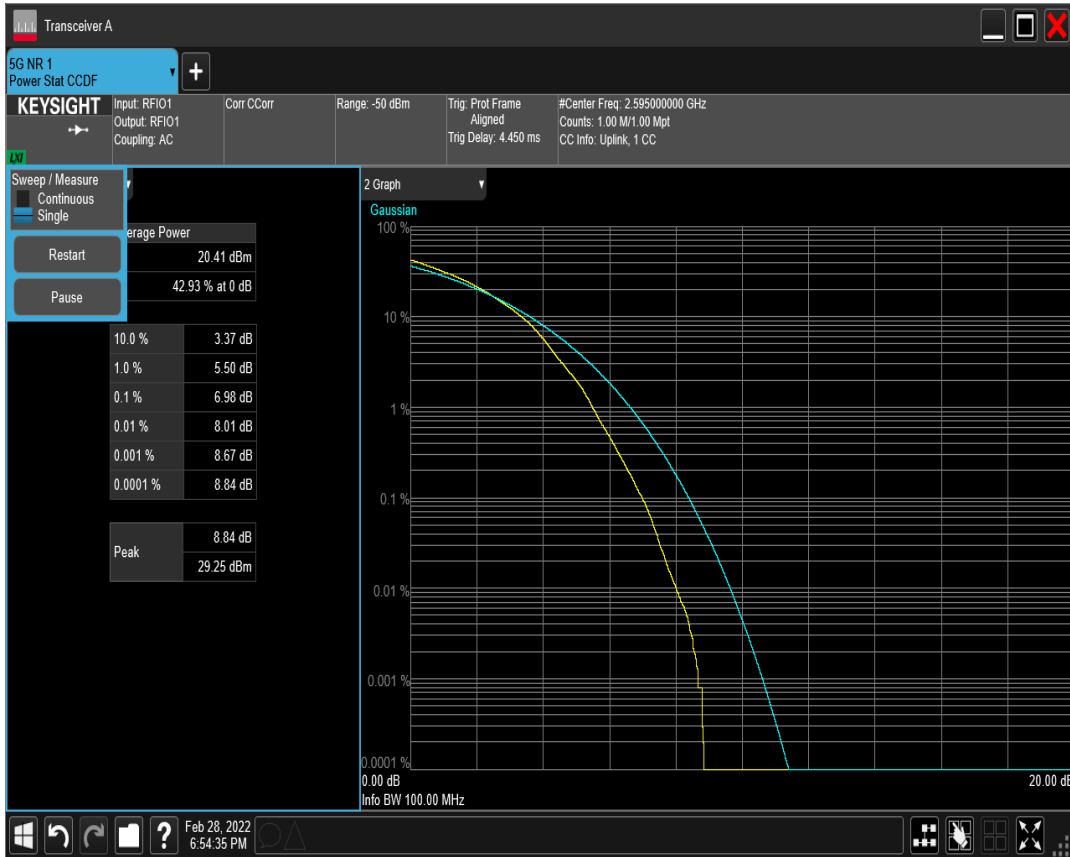 Transceiver A
5G NR 1
Power Stat CCDF
KEYSIGHT
LXI
Input: RFIO1
Output: RFIO1
Coupling: AC
Corr CCorr
Range: -50 dBm
Trig: Prot Frame
Aligned
Trig Delay: 4.450 ms
#Center Freq: 2.595000000 GHz
Counts: 1.00 M/1.00 Mpt
CC Info: Uplink, 1 CC
Sweep / Measure
Continuous
Single
Restart
Pause
erage Power
20.41 dBm
42.93 % at 0 dB
10.0 % 3.37 dB
1.0 % 5.50 dB
0.1 % 6.98 dB
0.01 % 8.01 dB
0.001 % 8.67 dB
0.0001 % 8.84 dB
Peak
8.84 dB
29.25 dBm
2 Graph
Gaussian
100 %
10 %
1 %
0.1 %
0.01 %
0.001 %
0.0001 %
0.00 dB
20.00 dB
Info BW 100.00 MHz
Feb 28, 2022
6:54:35 PM